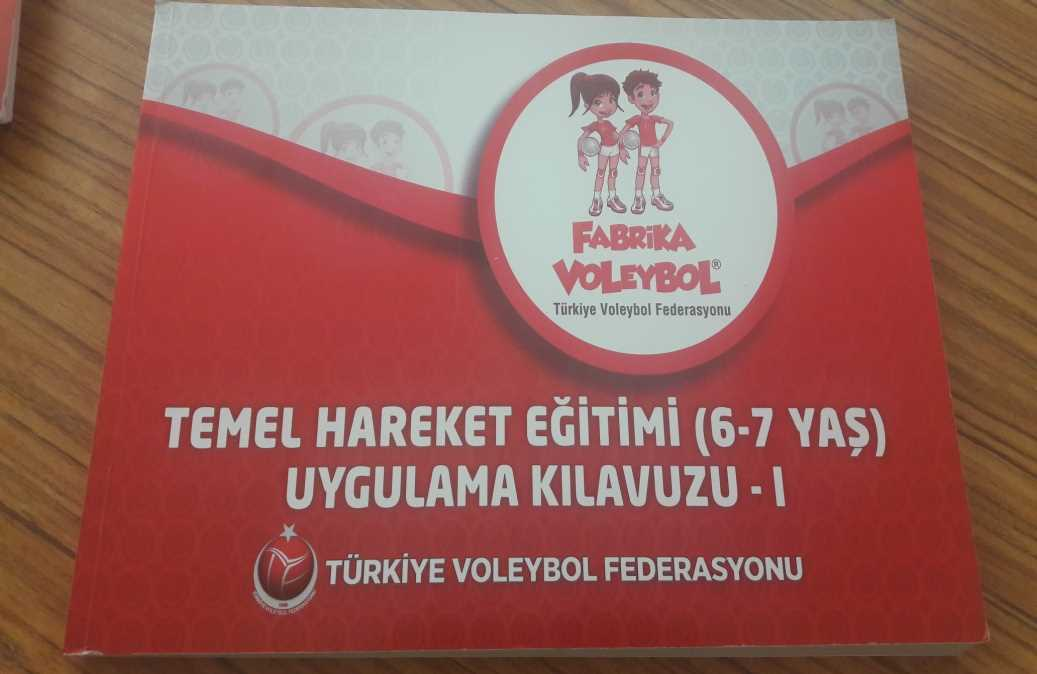 FABRİKA
VOLEYBOL®
Türkiye Voleybol Federasyonu
TEMEL HAREKET EĞİTİMİ (6-7 YAŞ)
UYGULAMA KILAVUZU - I
TÜRKİYE VOLEYBOL FEDERASYONU